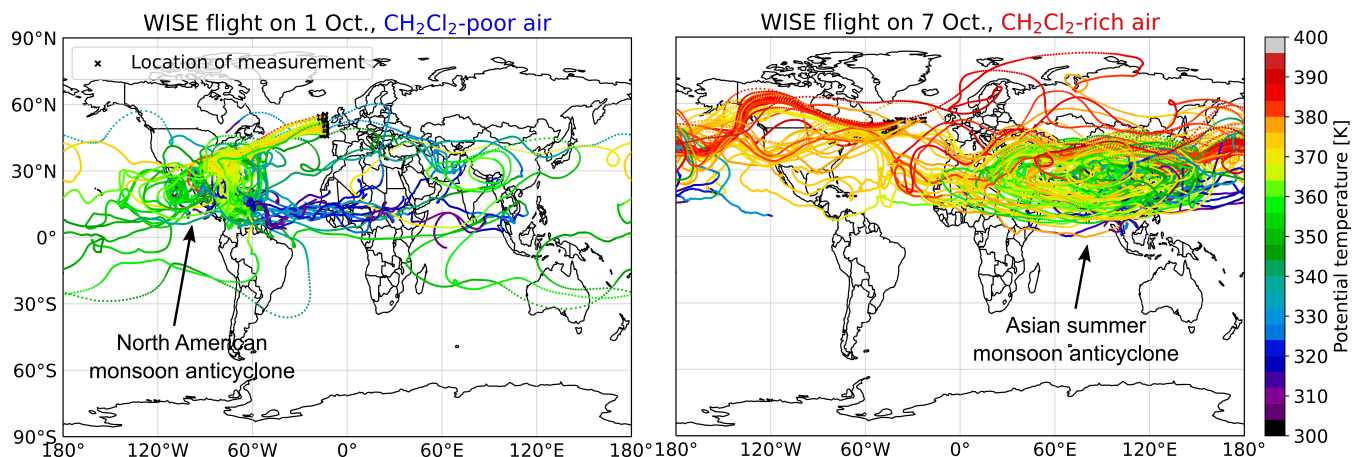 WISE flight on 1 Oct., CH₂Cl₂-poor air
90°N
60°N
30°N
0°
30°S
60°S
90°S
Location of measurement
North American
monsoon anticyclone
180°
120°W
60°W
0°
60°E
120°E
180°
WISE flight on 7 Oct., CH₂Cl₂-rich air
Asian summer
monsoon anticyclone
180°
120°W
60°W
0°
60°E
120°E
180°
400
390
380
370
360
350
340
330
320
310
300
Potential temperature [K]